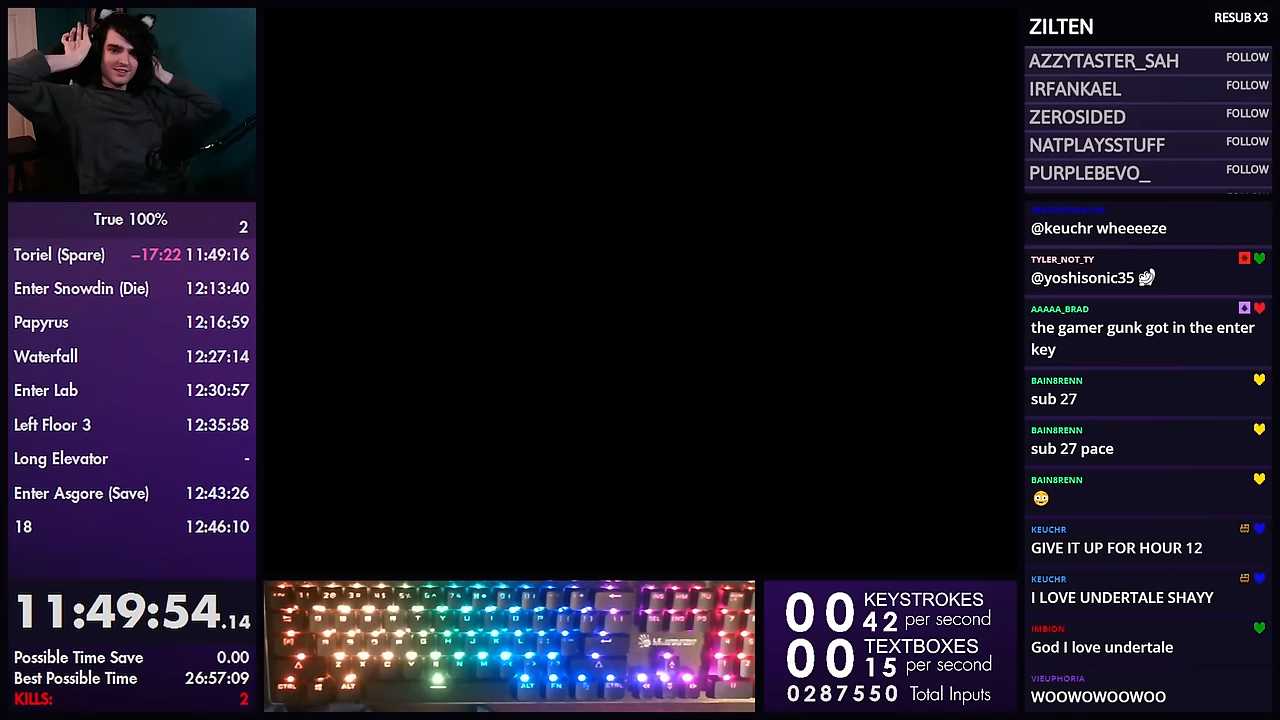 True 100%
2
Toriel (Spare) −17:22 11:49:16
Enter Snowdin (Die) 12:13:40
Papyrus 12:16:59
Waterfall 12:27:14
Enter Lab 12:30:57
Left Floor 3 12:35:58
Long Elevator -
Enter Asgore (Save) 12:43:26
18 12:46:10
11:49:54.14
Possible Time Save 0.00
Best Possible Time 26:57:09
KILLS: 2
00 42 KEYSTROKES per second
00 15 TEXTBOXES per second
0287550 Total Inputs
ZILTEN RESUB X3
AZZYTASTER_SAH FOLLOW
IRFANKAEL FOLLOW
ZEROSIDED FOLLOW
NATPLAYSSTUFF FOLLOW
PURPLEBEVO_ FOLLOW
@keuchr wheeeeze
TYLER_NOT_TY
@yoshisonic35
AAAAA_BRAD
the gamer gunk got in the enter
key
BAIN8RENN
sub 27
BAIN8RENN
sub 27 pace
BAIN8RENN
KEUCHR
GIVE IT UP FOR HOUR 12
KEUCHR
I LOVE UNDERTALE SHAYY
IMBION
God I love undertale
VIEUPHORIA
WOOWOWOOWOO